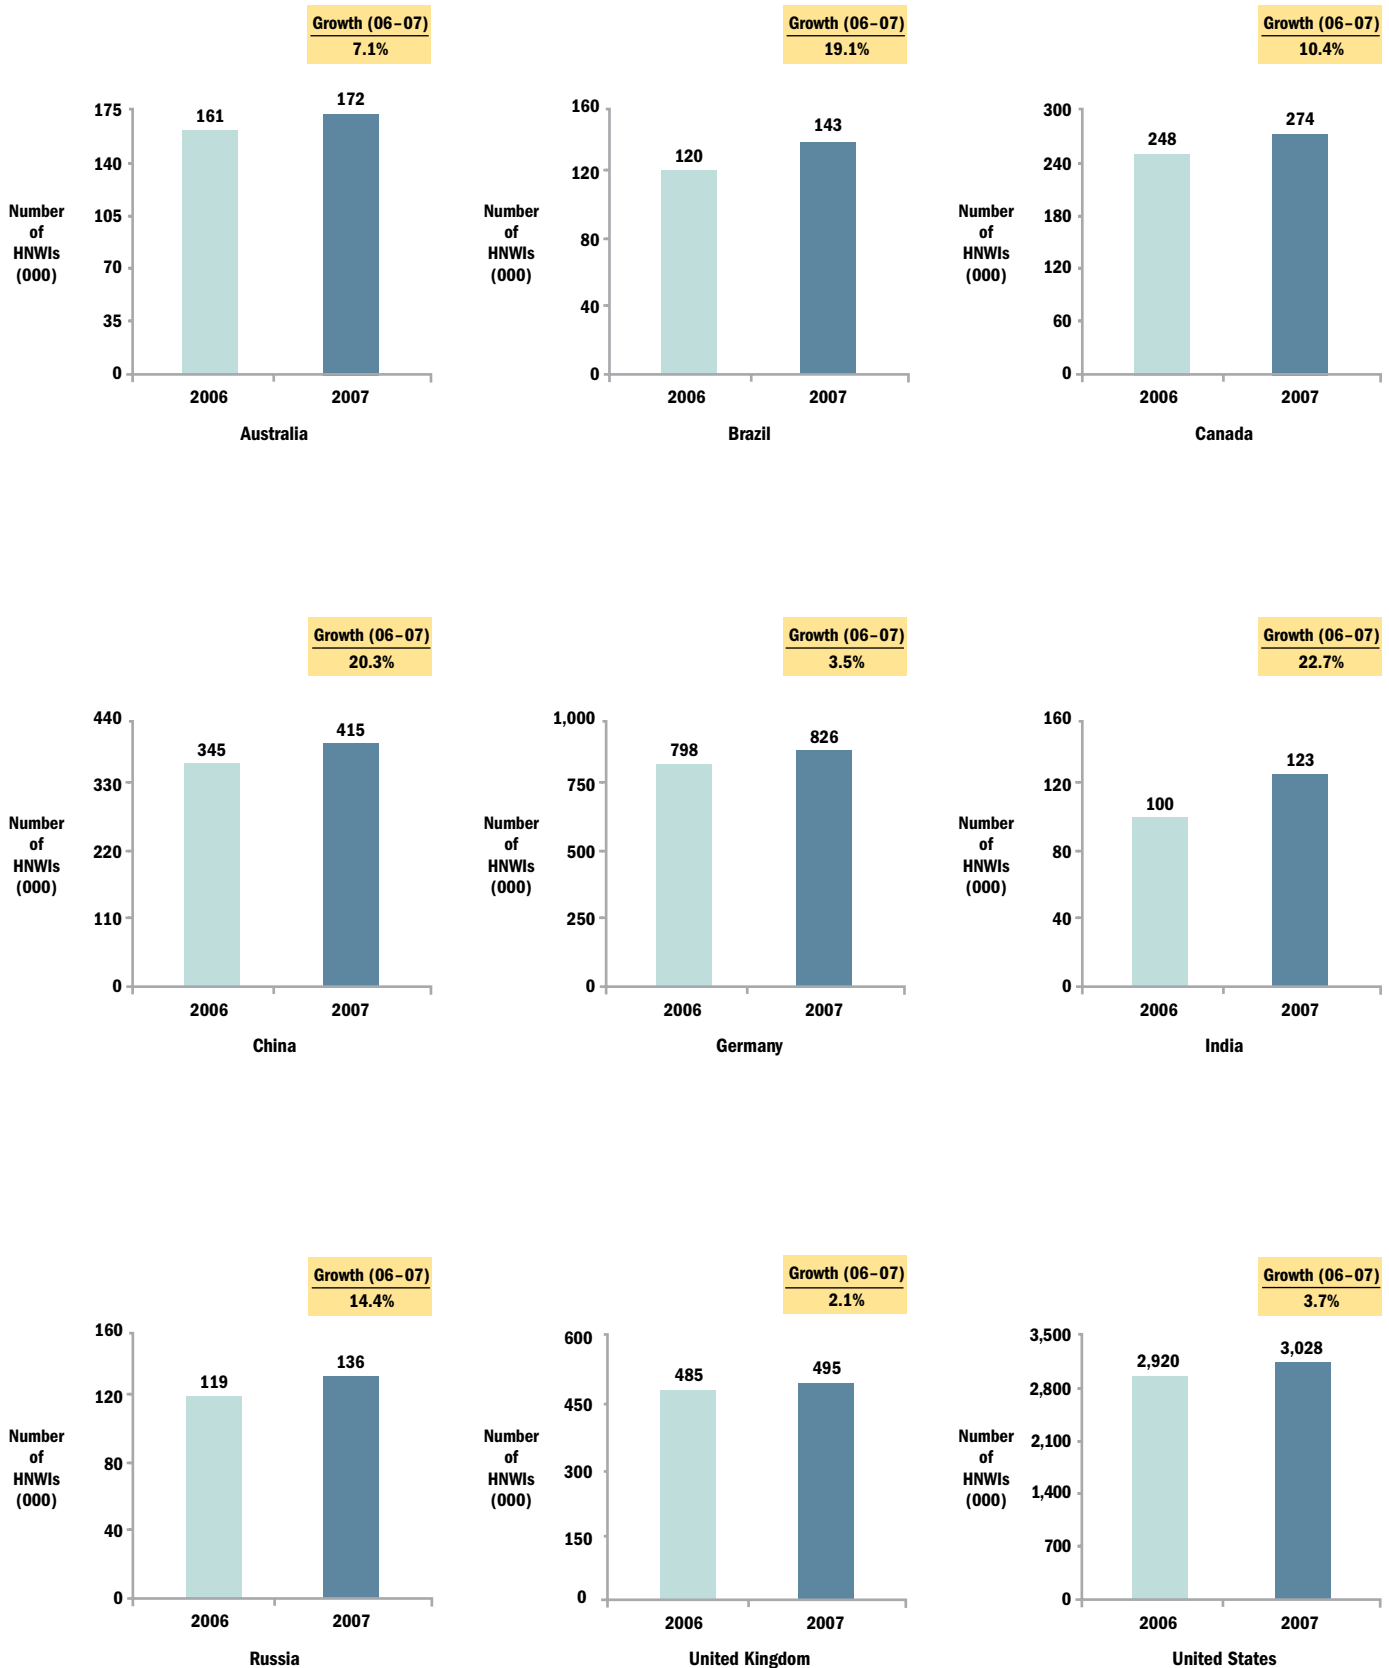 Growth (06–07)
7.1%
175
140
105
70
35
0
Number
of
HNWIs
(000)
161
172
2006
2007
Australia
Growth (06–07)
19.1%
160
120
80
40
0
Number
of
HNWIs
(000)
120
143
2006
2007
Brazil
Growth (06–07)
10.4%
300
240
180
120
60
0
Number
of
HNWIs
(000)
248
274
2006
2007
Canada
Growth (06–07)
20.3%
440
330
220
110
0
Number
of
HNWIs
(000)
345
415
2006
2007
China
Growth (06–07)
3.5%
1,000
750
500
250
0
Number
of
HNWIs
(000)
798
826
2006
2007
Germany
Growth (06–07)
22.7%
160
120
80
40
0
Number
of
HNWIs
(000)
100
123
2006
2007
India
Growth (06–07)
14.4%
160
120
80
40
0
Number
of
HNWIs
(000)
119
136
2006
2007
Russia
Growth (06–07)
2.1%
600
450
300
150
0
Number
of
HNWIs
(000)
485
495
2006
2007
United Kingdom
Growth (06–07)
3.7%
3,500
2,800
2,100
1,400
700
0
Number
of
HNWIs
(000)
2,920
3,028
2006
2007
United States